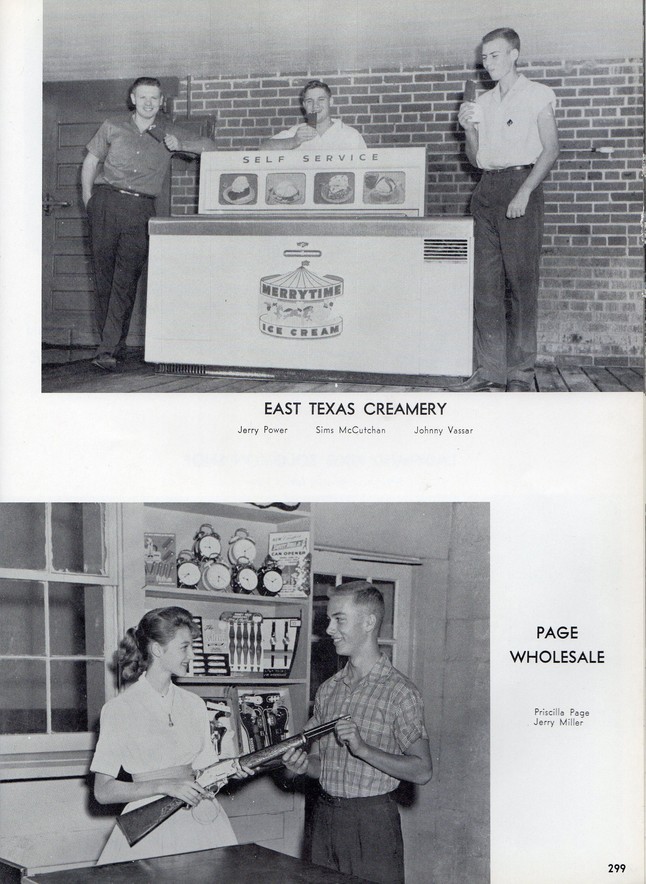 SELF SERVICE
MERRYTIME
ICE CREAM
EAST TEXAS CREAMERY
Jerry Power Sims McCutchan Johnny Vassar
CAN OPENER
PAGE
WHOLESALE
Priscilla Page
Jerry Miller
299